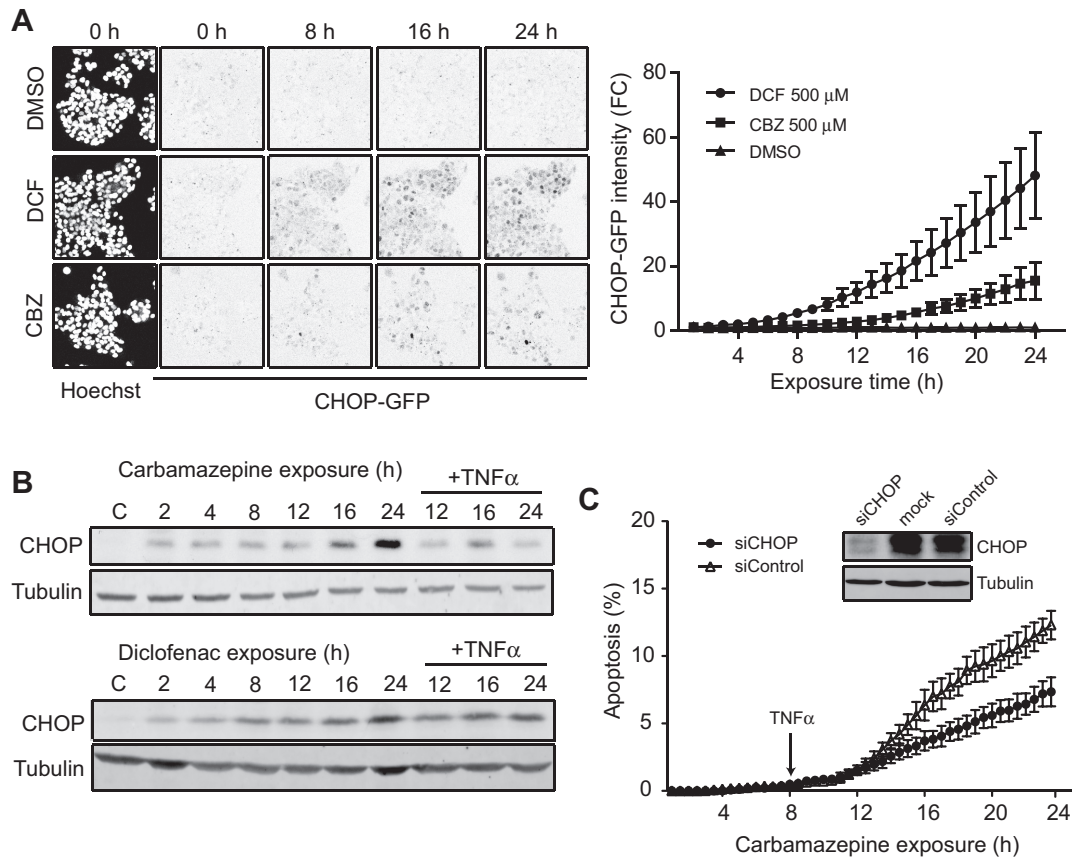 A
0 h 0 h 8 h 16 h 24 h
DMSO
DCF
CBZ
Hoechst
CHOP-GFP
CHOP-GFP intensity (FC)
80
60
40
20
0
DCF 500 μM
CBZ 500 μM
DMSO
4 8 12 16 20 24
Exposure time (h)
B
Carbamazepine exposure (h)
+TNFα
C 2 4 8 12 16 24 12 16 24
CHOP
Tubulin
Diclofenac exposure (h)
+TNFα
C 2 4 8 12 16 24 12 16 24
CHOP
Tubulin
C
siCHOP mock siControl
CHOP
Tubulin
Apoptosis (%)
20
15
10
5
0
siCHOP
siControl
TNFα
4 8 12 16 20 24
Carbamazepine exposure (h)